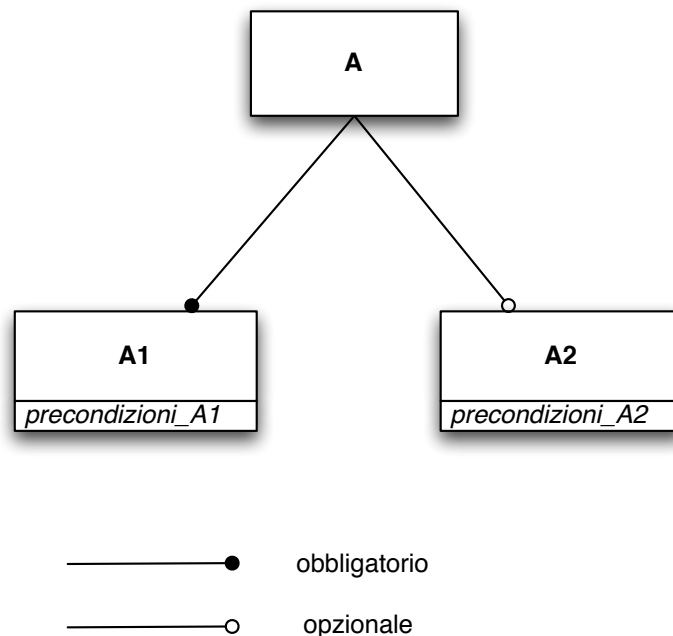 A
A1
precondizioni_A1
A2
precondizioni_A2
obbligatorio
opzionale